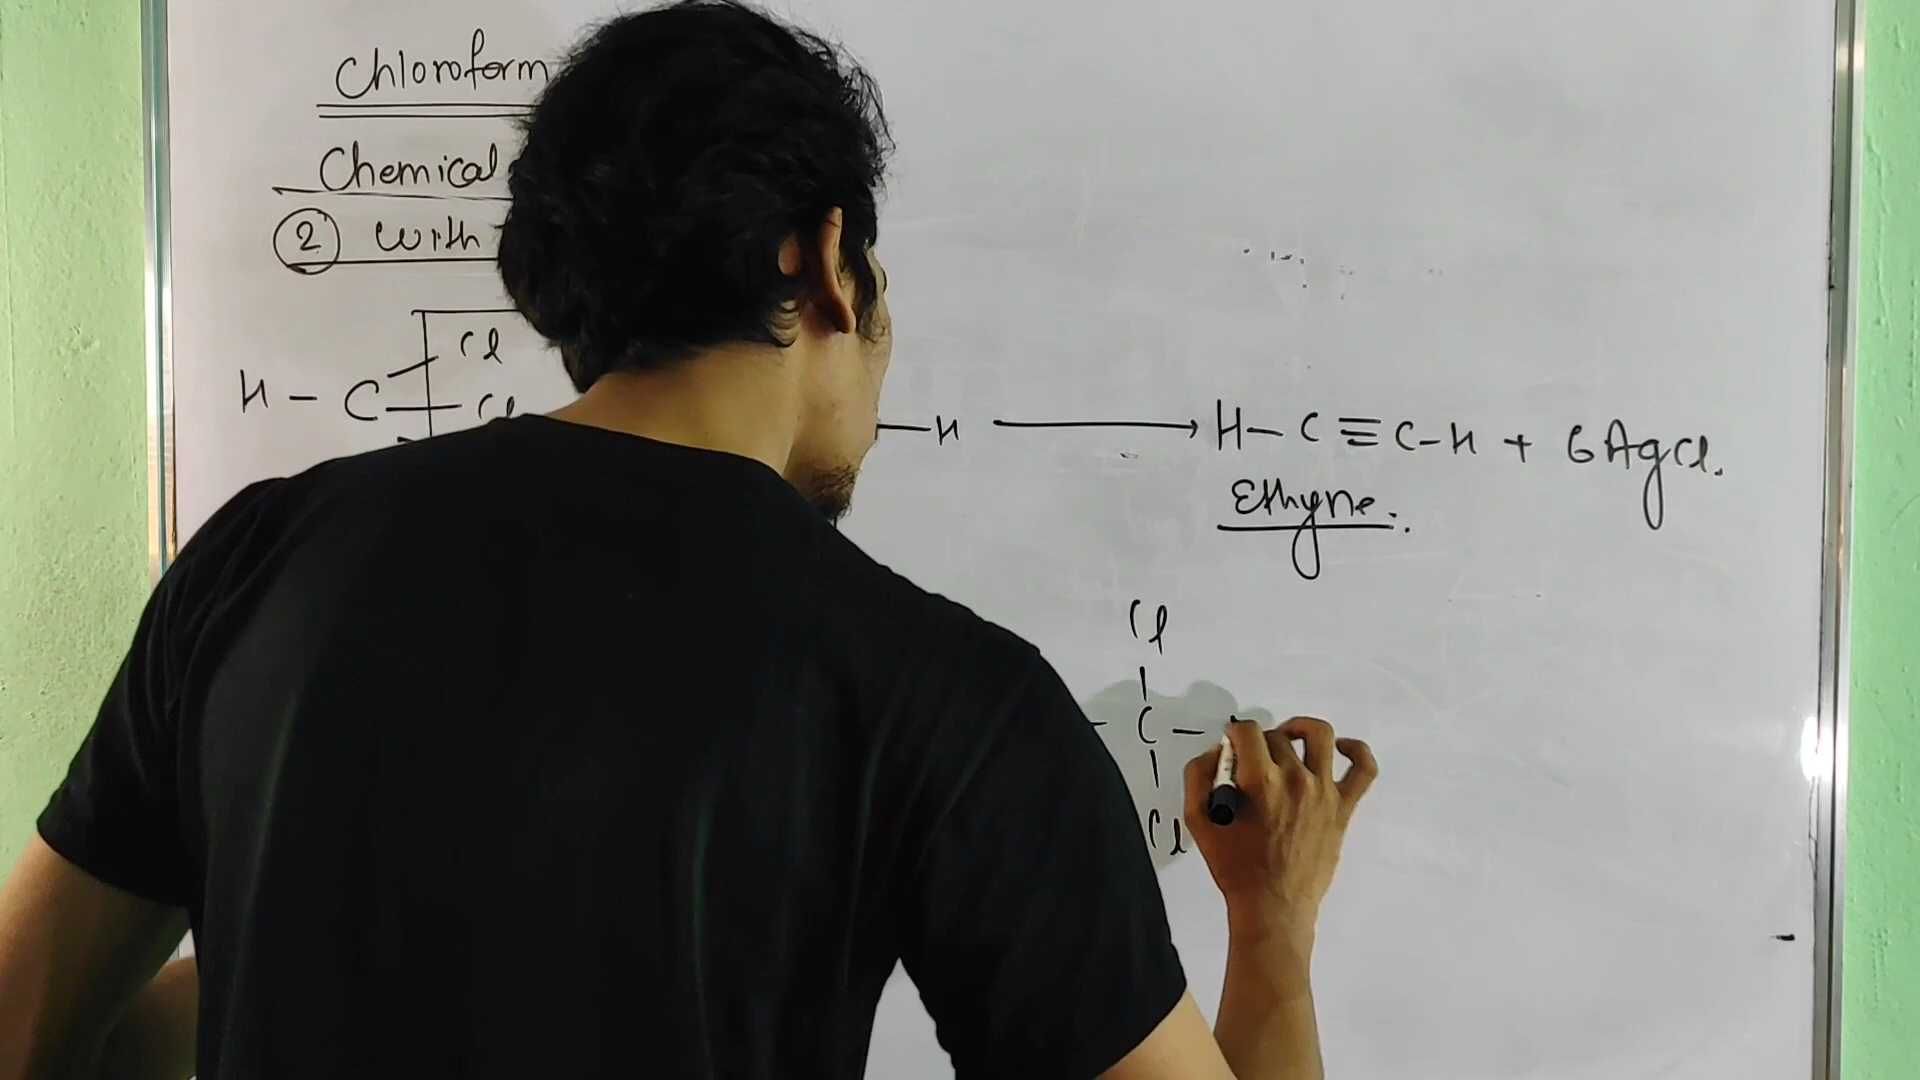 Chloroform
Chemical
② with
Cl
H - C - Cl
- H → H - C ≡ C - H + 6AgCl.
Ethyne.
Cl
- C -
Cl